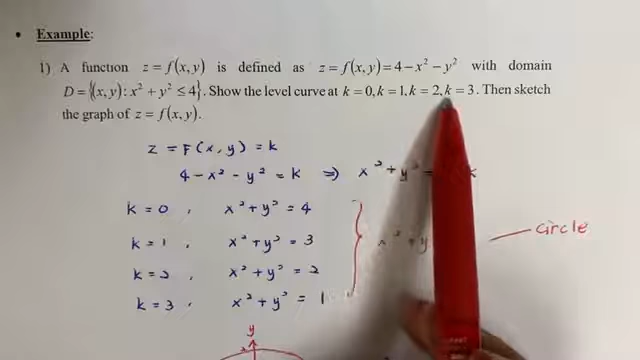 • Example:
1) A function z = f(x, y) is defined as z = f(x, y) = 4 − x² − y² with domain
D = {(x, y): x² + y² ≤ 4}. Show the level curve at k = 0, k = 1, k = 2, k = 3. Then sketch
the graph of z = f(x, y).
z = F(x, y) = k
4 − x² − y² = k ⇒ x² + y² = k
k = 0, x² + y² = 4
k = 1, x² + y² = 3
x² + y circle
k = 2, x² + y² = 2
k = 3, x² + y² = 1
y